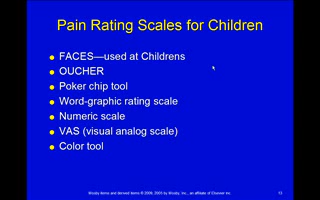 Pain Rating Scales for Children
FACES—used at Childrens
OUCHER
Poker chip tool
Word-graphic rating scale
Numeric scale
VAS (visual analog scale)
Color tool
Mosby items and derived items © 2009, 2005 by Mosby, Inc., an affiliate of Elsevier Inc.